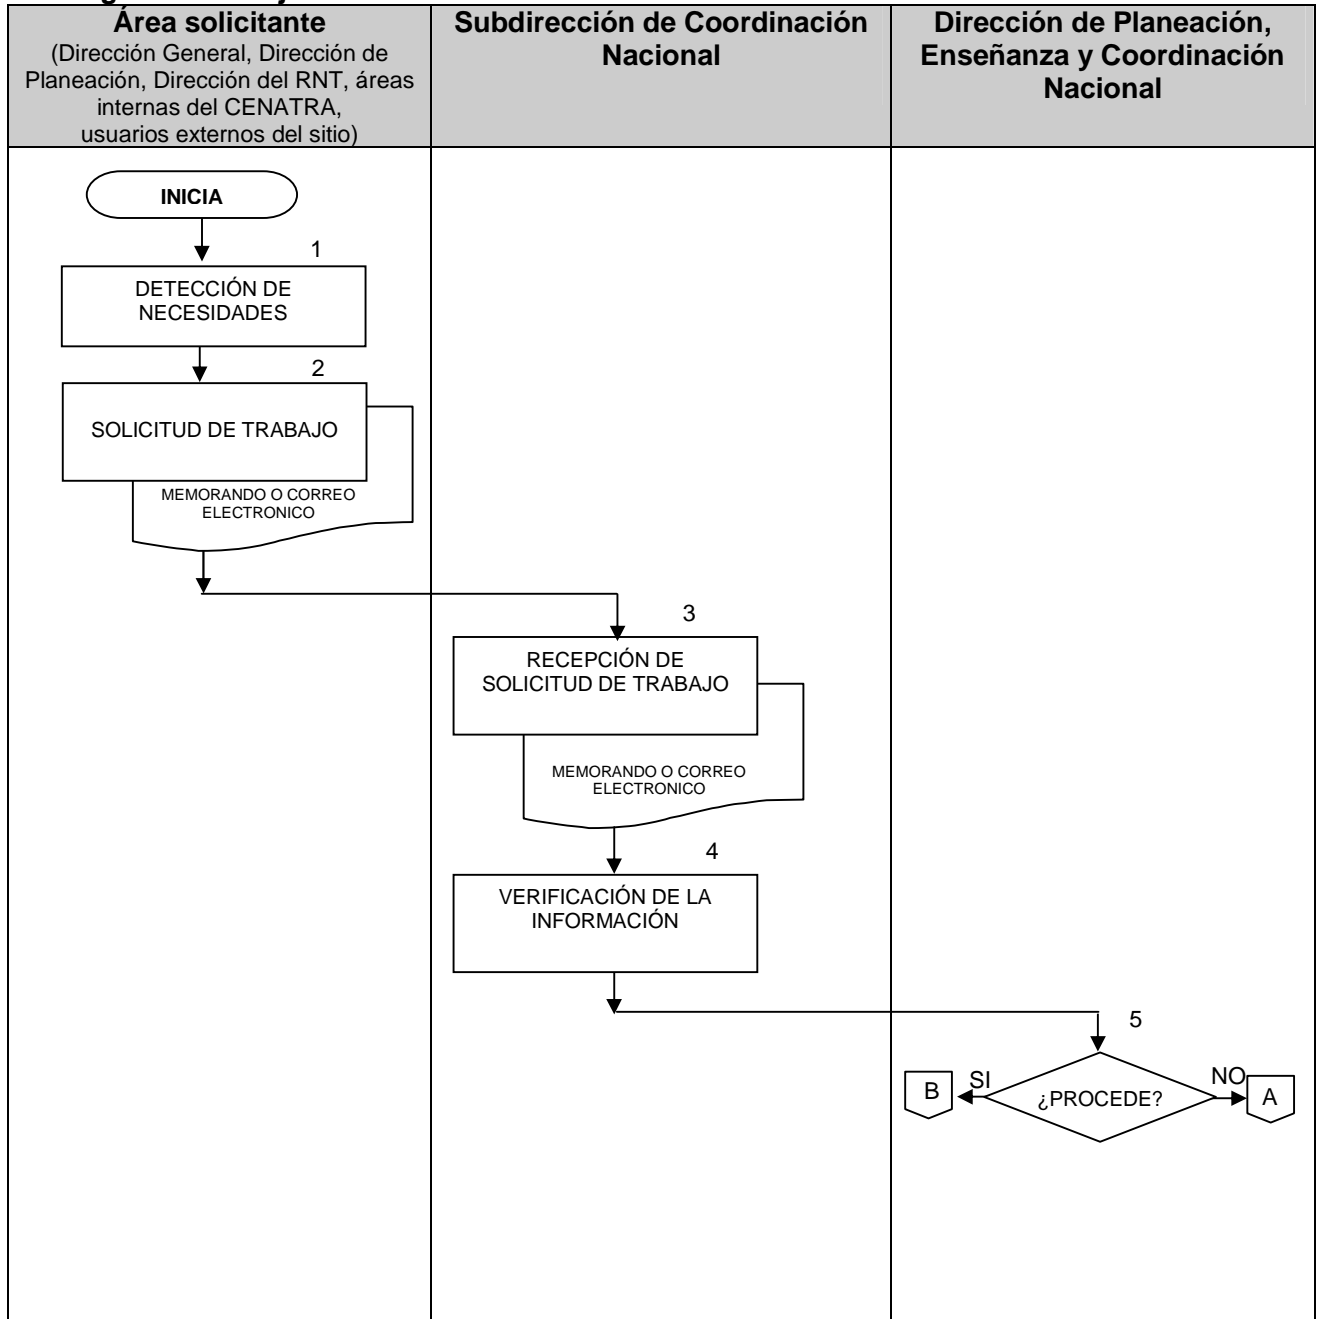 Área solicitante
(Dirección General, Dirección de
Planeación, Dirección del RNT, áreas
internas del CENATRA,
usuarios externos del sitio)
Subdirección de Coordinación
Nacional
Dirección de Planeación,
Enseñanza y Coordinación
Nacional
INICIA
1
DETECCIÓN DE
NECESIDADES
2
SOLICITUD DE TRABAJO
MEMORANDO O CORREO
ELECTRONICO
3
RECEPCIÓN DE
SOLICITUD DE TRABAJO
MEMORANDO O CORREO
ELECTRONICO
4
VERIFICACIÓN DE LA
INFORMACIÓN
5
B
SI
¿PROCEDE?
NO
A